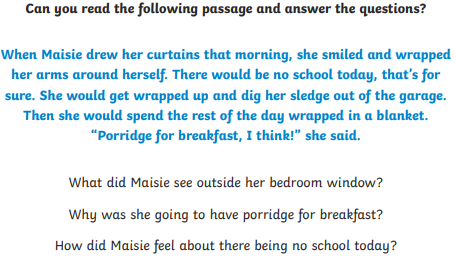 Can you read the following passage and answer the questions?
When Maisie drew her curtains that morning, she smiled and wrapped
her arms around herself. There would be no school today, that's for
sure. She would get wrapped up and dig her sledge out of the garage.
Then she would spend the rest of the day wrapped in a blanket.
“Porridge for breakfast, I think!” she said.
What did Maisie see outside her bedroom window?
Why was she going to have porridge for breakfast?
How did Maisie feel about there being no school today?